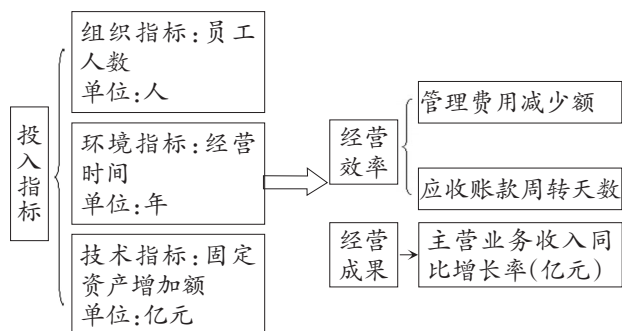 投
入
指
标
组织指标:员工
人数
单位:人
环境指标:经营
时间
单位:年
技术指标:固定
资产增加额
单位:亿元
经营
效率
管理费用减少额
应收账款周转天数
经营
成果
主营业务收入同
比增长率(亿元)